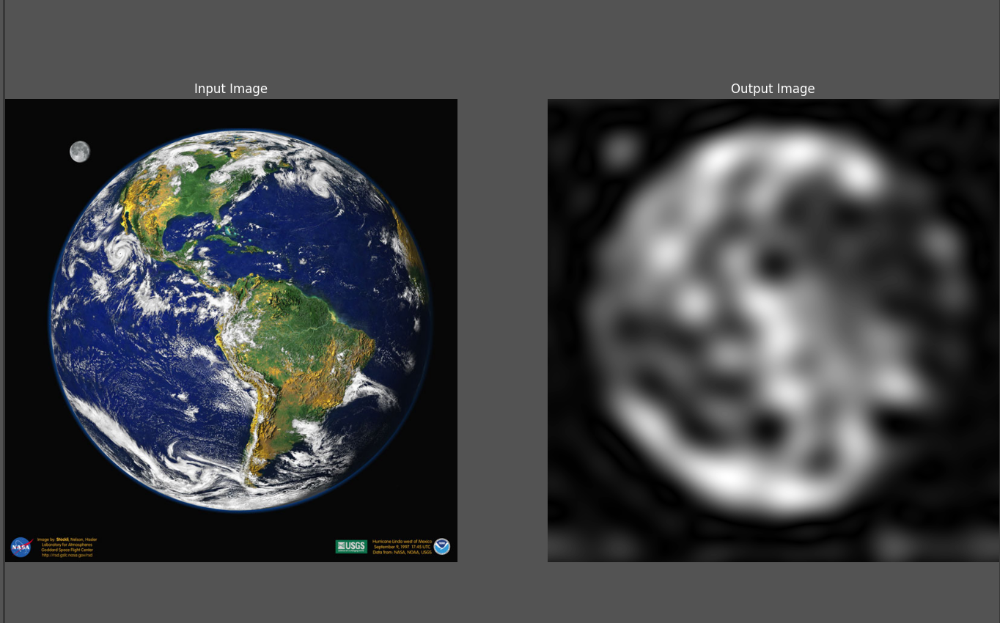 Input Image
Output Image
NASA
Image by: Stöckli, Nelson, Hasler
Laboratory for Atmospheres
Goddard Space Flight Center
http://rsd.gsfc.nasa.gov/rsd
USGS
Hurricane Linda west of Mexico
September 9, 1997 17:45 UTC
Data from: NASA, NOAA, USGS